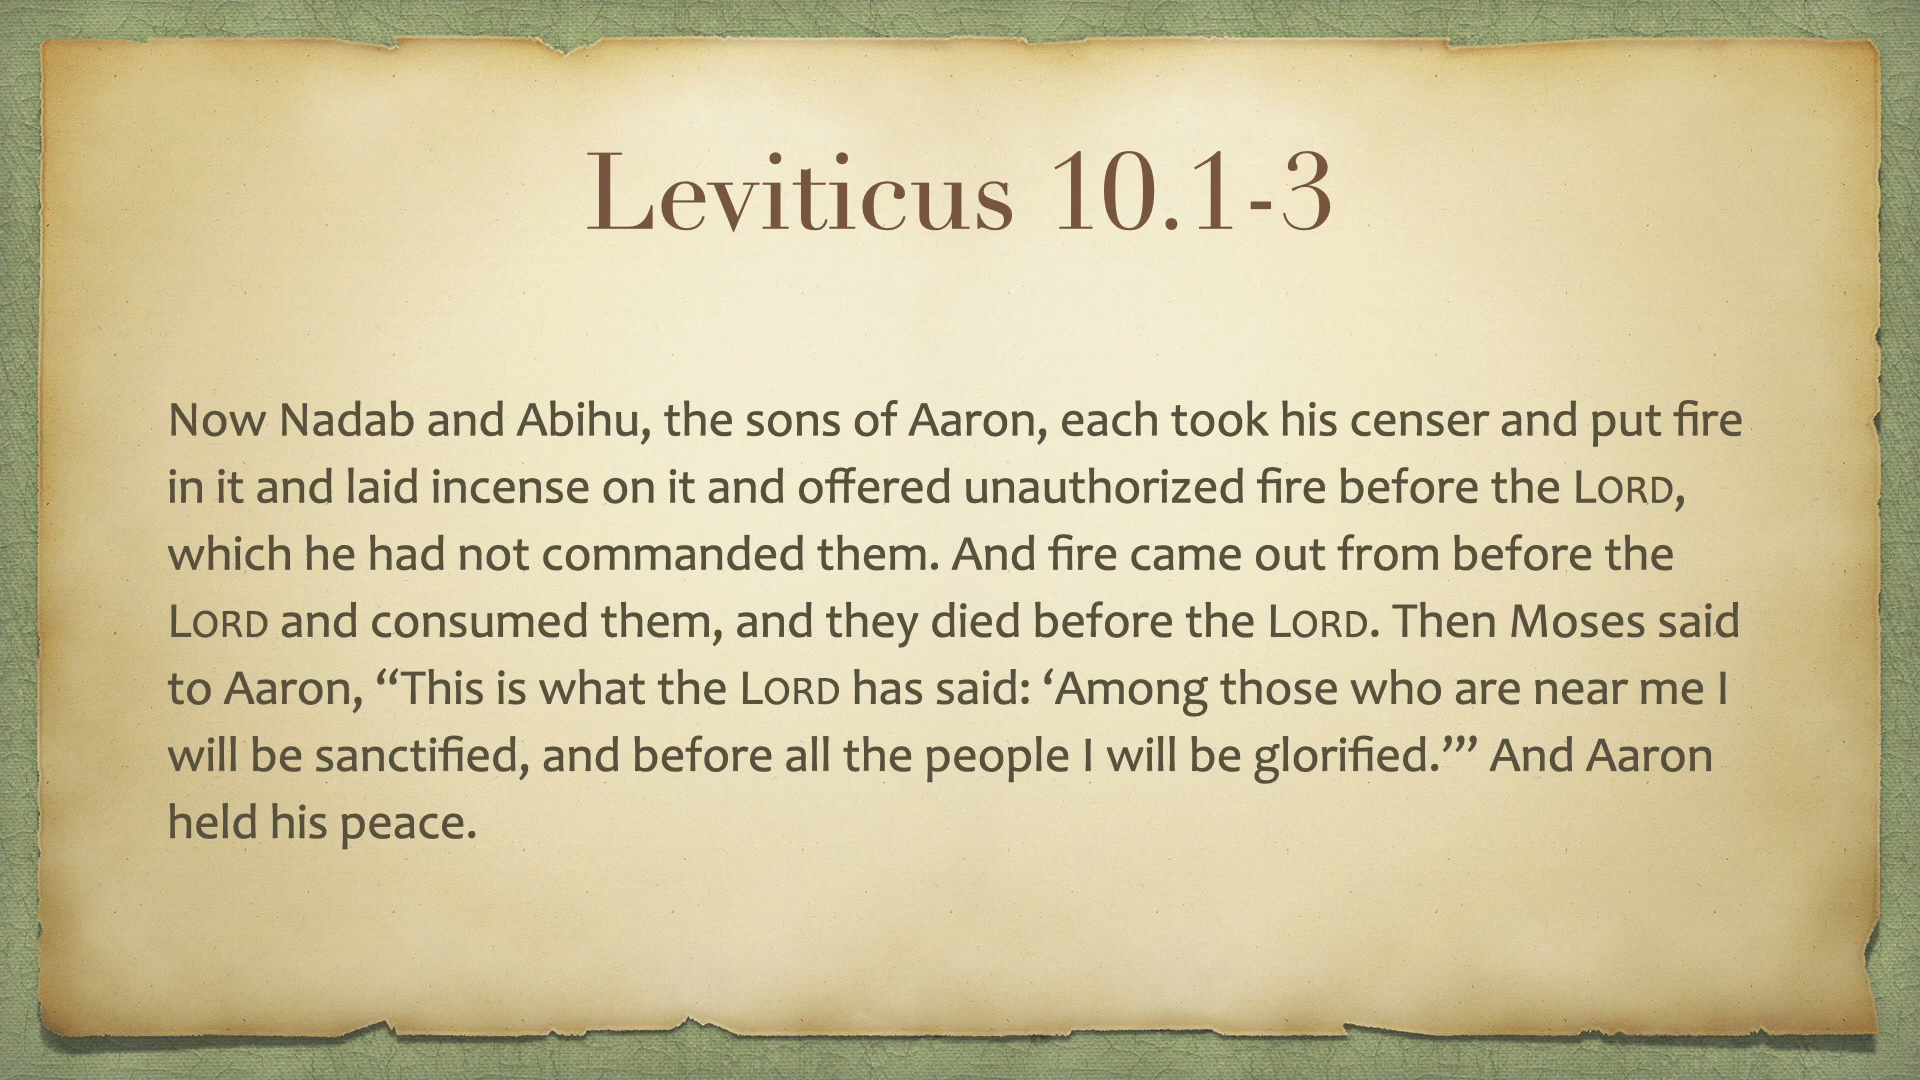 Leviticus 10.1-3
Now Nadab and Abihu, the sons of Aaron, each took his censer and put fire
in it and laid incense on it and offered unauthorized fire before the LORD,
which he had not commanded them. And fire came out from before the
LORD and consumed them, and they died before the LORD. Then Moses said
to Aaron, “This is what the LORD has said: ‘Among those who are near me I
will be sanctified, and before all the people I will be glorified.’” And Aaron
held his peace.